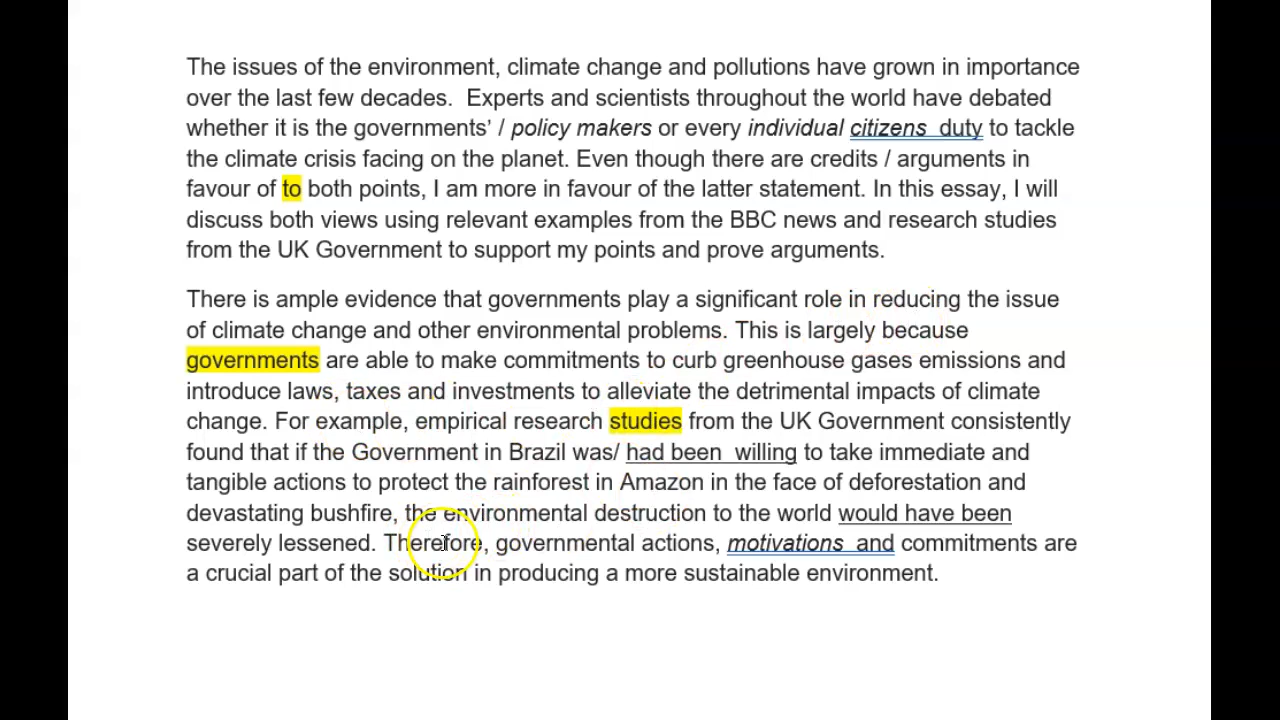 The issues of the environment, climate change and pollutions have grown in importance
over the last few decades.  Experts and scientists throughout the world have debated
whether it is the governments' / policy makers or every individual citizens  duty to tackle
the climate crisis facing on the planet. Even though there are credits / arguments in
favour of to both points, I am more in favour of the latter statement. In this essay, I will
discuss both views using relevant examples from the BBC news and research studies
from the UK Government to support my points and prove arguments.
There is ample evidence that governments play a significant role in reducing the issue
of climate change and other environmental problems. This is largely because
governments are able to make commitments to curb greenhouse gases emissions and
introduce laws, taxes and investments to alleviate the detrimental impacts of climate
change. For example, empirical research studies from the UK Government consistently
found that if the Government in Brazil was/ had been  willing to take immediate and
tangible actions to protect the rainforest in Amazon in the face of deforestation and
devastating bushfire, the environmental destruction to the world would have been
severely lessened. Therefore, governmental actions, motivations  and commitments are
a crucial part of the solution in producing a more sustainable environment.